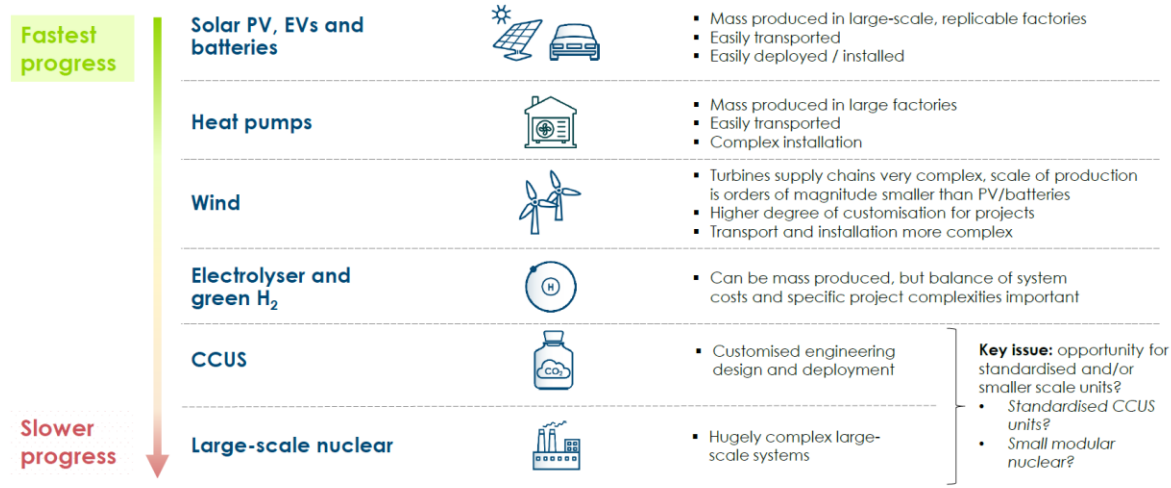 Fastest
progress
Solar PV, EVs and
batteries
▪ Mass produced in large-scale, replicable factories
▪ Easily transported
▪ Easily deployed / installed
Heat pumps
▪ Mass produced in large factories
▪ Easily transported
▪ Complex installation
Wind
▪ Turbines supply chains very complex, scale of production
is orders of magnitude smaller than PV/batteries
▪ Higher degree of customisation for projects
▪ Transport and installation more complex
Electrolyser and
green H₂
H
▪ Can be mass produced, but balance of system
costs and specific project complexities important
CCUS
CO₂
▪ Customised engineering
design and deployment
Slower
progress
Large-scale nuclear
▪ Hugely complex large-
scale systems
Key issue: opportunity for
standardised and/or
smaller scale units?
• Standardised CCUS
units?
• Small modular
nuclear?